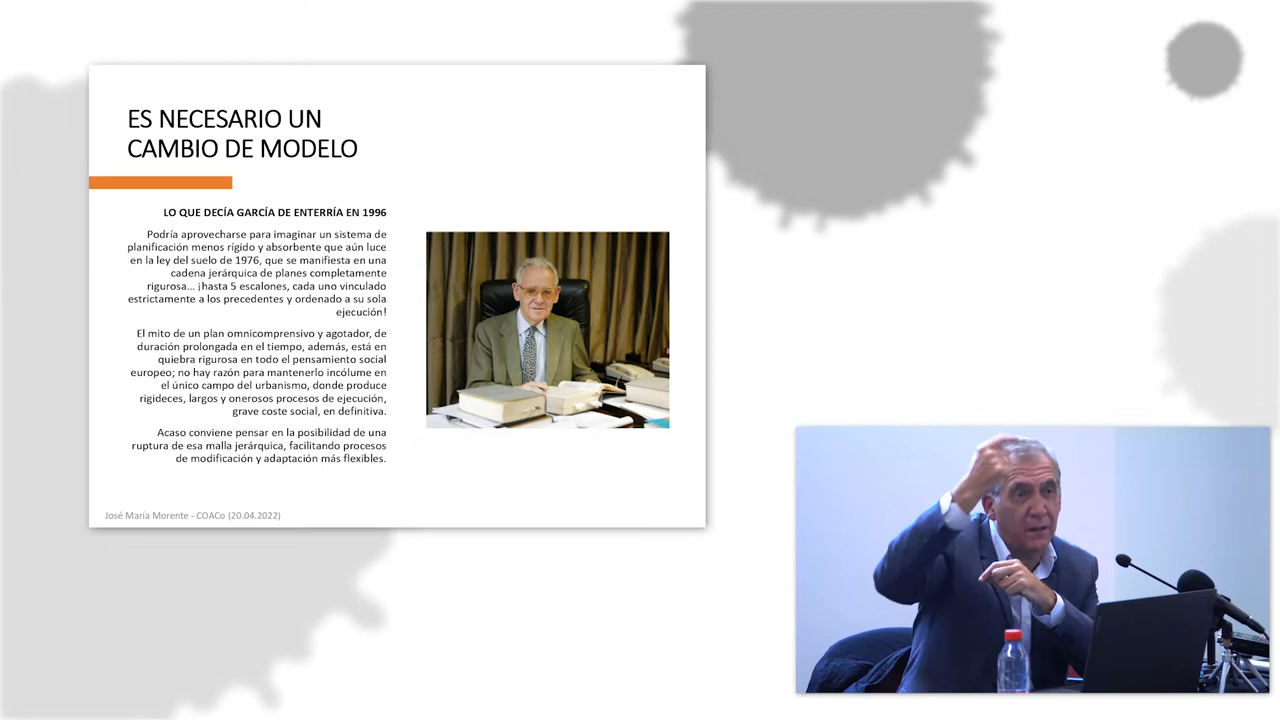 ES NECESARIO UN
CAMBIO DE MODELO
LO QUE DECÍA GARCÍA DE ENTERRÍA EN 1996
Podría aprovecharse para imaginar un sistema de
planificación menos rígido y absorbente que aún luce
en la ley del suelo de 1976, que se manifiesta en una
cadena jerárquica de planes completamente
rigurosa... ¡hasta 5 escalones, cada uno vinculado
estrictamente a los precedentes y ordenado a su sola
ejecución!
El mito de un plan omnicomprensivo y agotador, de
duración prolongada en el tiempo, además, está en
quiebra rigurosa en todo el pensamiento social
europeo; no hay razón para mantenerlo incólume en
el único campo del urbanismo, donde produce
rigideces, largos y onerosos procesos de ejecución,
grave coste social, en definitiva.
Acaso conviene pensar en la posibilidad de una
ruptura de esa malla jerárquica, facilitando procesos
de modificación y adaptación más flexibles.
José María Morente - COACo (20.04.2022)